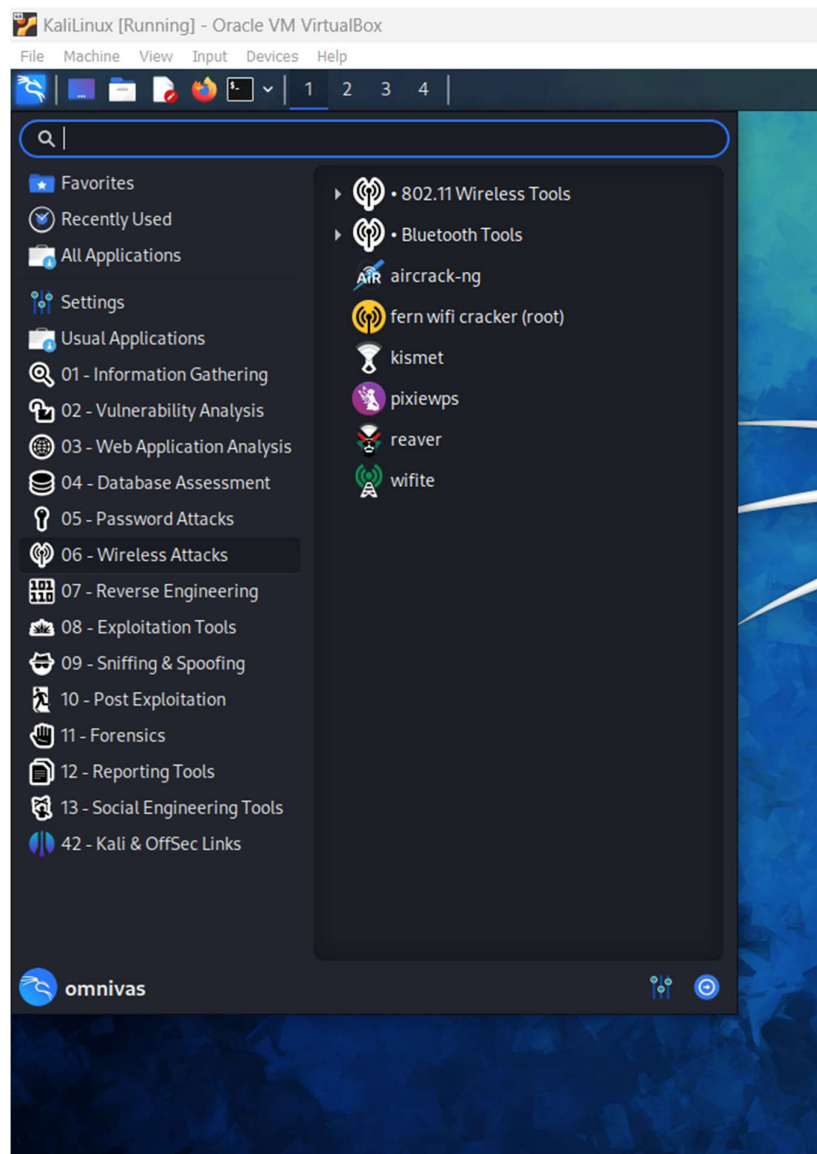 KaliLinux [Running] - Oracle VM VirtualBox
File Machine View Input Devices Help
1 2 3 4
Favorites
Recently Used
All Applications
Settings
Usual Applications
01 - Information Gathering
02 - Vulnerability Analysis
03 - Web Application Analysis
04 - Database Assessment
05 - Password Attacks
06 - Wireless Attacks
07 - Reverse Engineering
08 - Exploitation Tools
09 - Sniffing & Spoofing
10 - Post Exploitation
11 - Forensics
12 - Reporting Tools
13 - Social Engineering Tools
42 - Kali & OffSec Links
• 802.11 Wireless Tools
• Bluetooth Tools
AIR aircrack-ng
fern wifi cracker (root)
kismet
pixiewps
reaver
wifite
omnivas